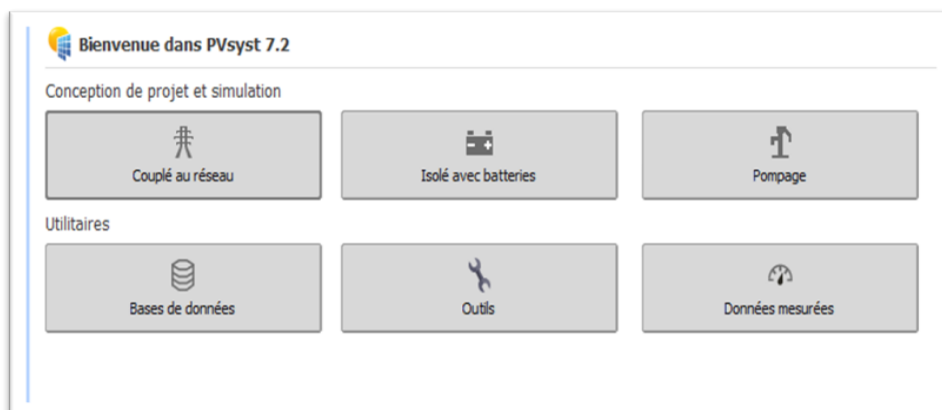 Bienvenue dans PVsyst 7.2
Conception de projet et simulation
Couplé au réseau
Isolé avec batteries
Pompage
Utilitaires
Bases de données
Outils
Données mesurées